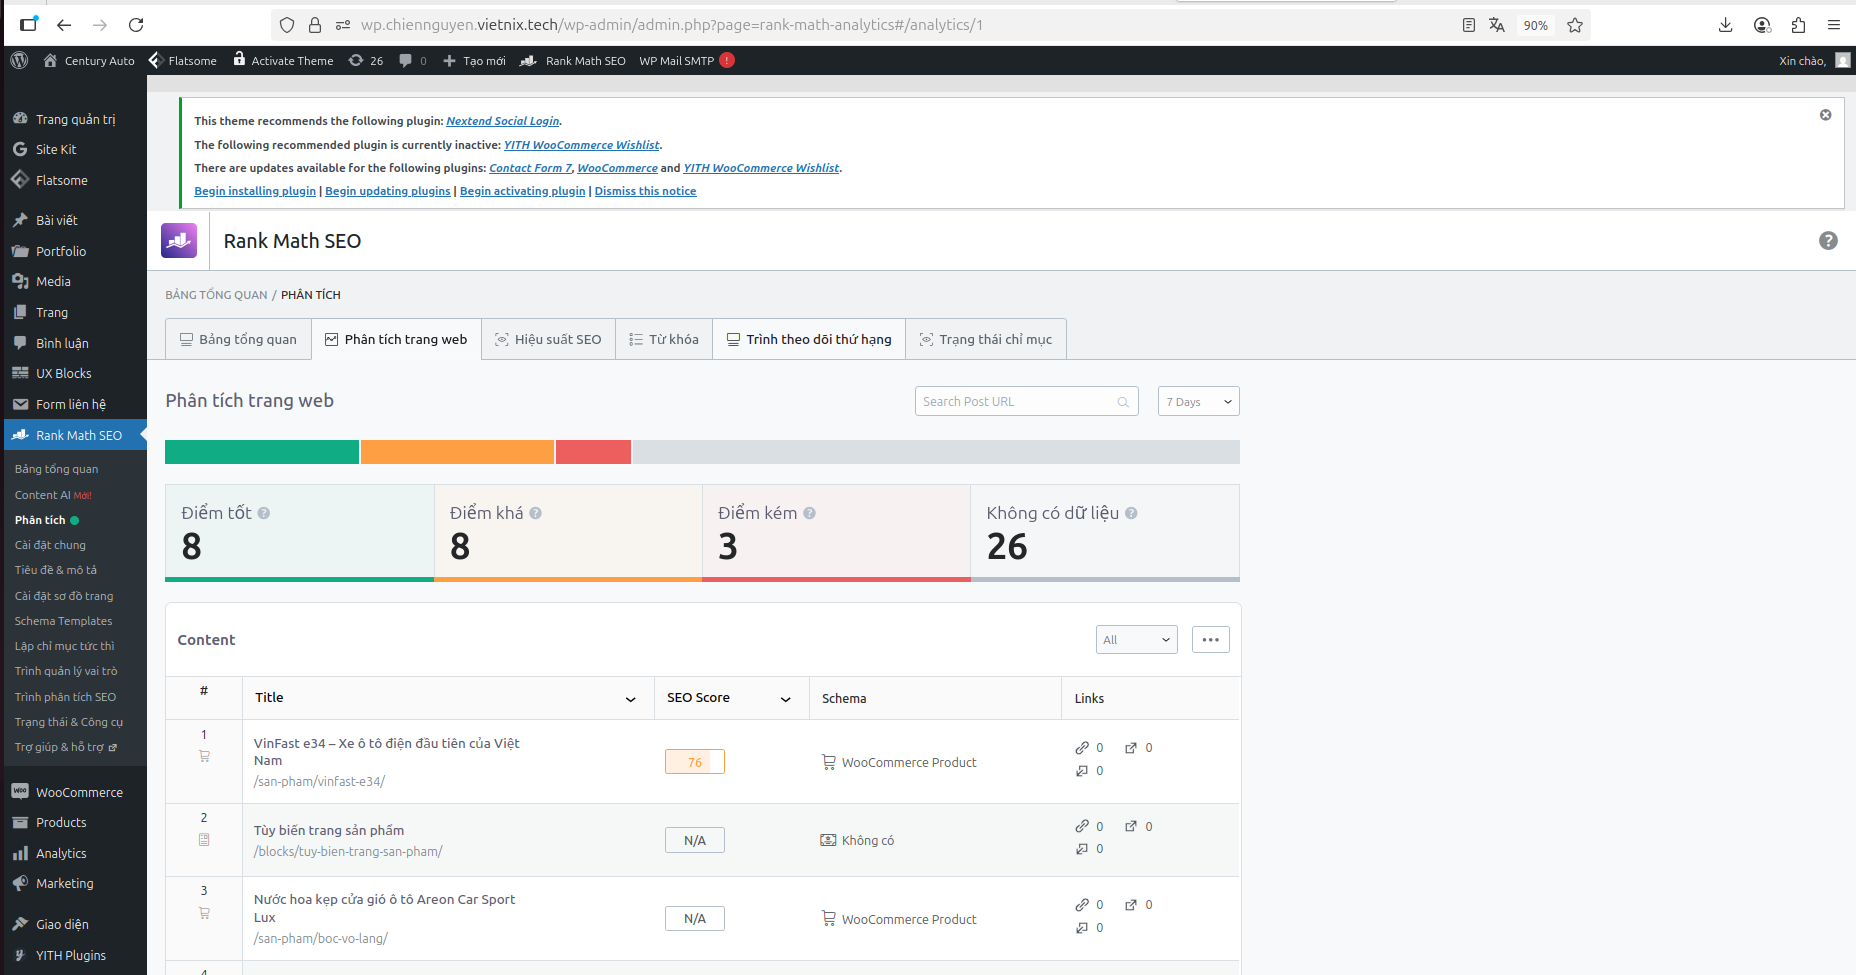 wp.chiennguyen.vietnix.tech/wp-admin/admin.php?page=rank-math-analytics#/analytics/1
90%
Century Auto
Flatsome
Activate Theme
26
0
Tạo mới
Rank Math SEO
WP Mail SMTP
!
Xin chào,
Trang quản trị
Site Kit
Flatsome
Bài viết
Portfolio
Media
Trang
Bình luận
UX Blocks
Form liên hệ
Rank Math SEO
Bảng tổng quan
Content AI Mới!
Phân tích
Cài đặt chung
Tiêu đề & mô tả
Cài đặt sơ đồ trang
Schema Templates
Lập chỉ mục tức thì
Trình quản lý vai trò
Trình phân tích SEO
Trạng thái & Công cụ
Trợ giúp & hỗ trợ
WooCommerce
Products
Analytics
Marketing
Giao diện
YITH Plugins
This theme recommends the following plugin: Nextend Social Login.
The following recommended plugin is currently inactive: YITH WooCommerce Wishlist.
There are updates available for the following plugins: Contact Form 7, WooCommerce and YITH WooCommerce Wishlist.
Begin installing plugin | Begin updating plugins | Begin activating plugin | Dismiss this notice
Rank Math SEO
?
BẢNG TỔNG QUAN / PHÂN TÍCH
Bảng tổng quan
Phân tích trang web
Hiệu suất SEO
Từ khóa
Trình theo dõi thứ hạng
Trạng thái chỉ mục
Phân tích trang web
Search Post URL
7 Days
Điểm tốt ?
8
Điểm khá ?
8
Điểm kém ?
3
Không có dữ liệu ?
26
Content
All
# Title SEO Score Schema Links
1
VinFast e34 – Xe ô tô điện đầu tiên của Việt
Nam
/san-pham/vinfast-e34/
76
WooCommerce Product
0 0
0
2
Tùy biến trang sản phẩm
/blocks/tuy-bien-trang-san-pham/
N/A
Không có
0 0
0
3
Nước hoa kẹp cửa gió ô tô Areon Car Sport
Lux
/san-pham/boc-vo-lang/
N/A
WooCommerce Product
0 0
0
4